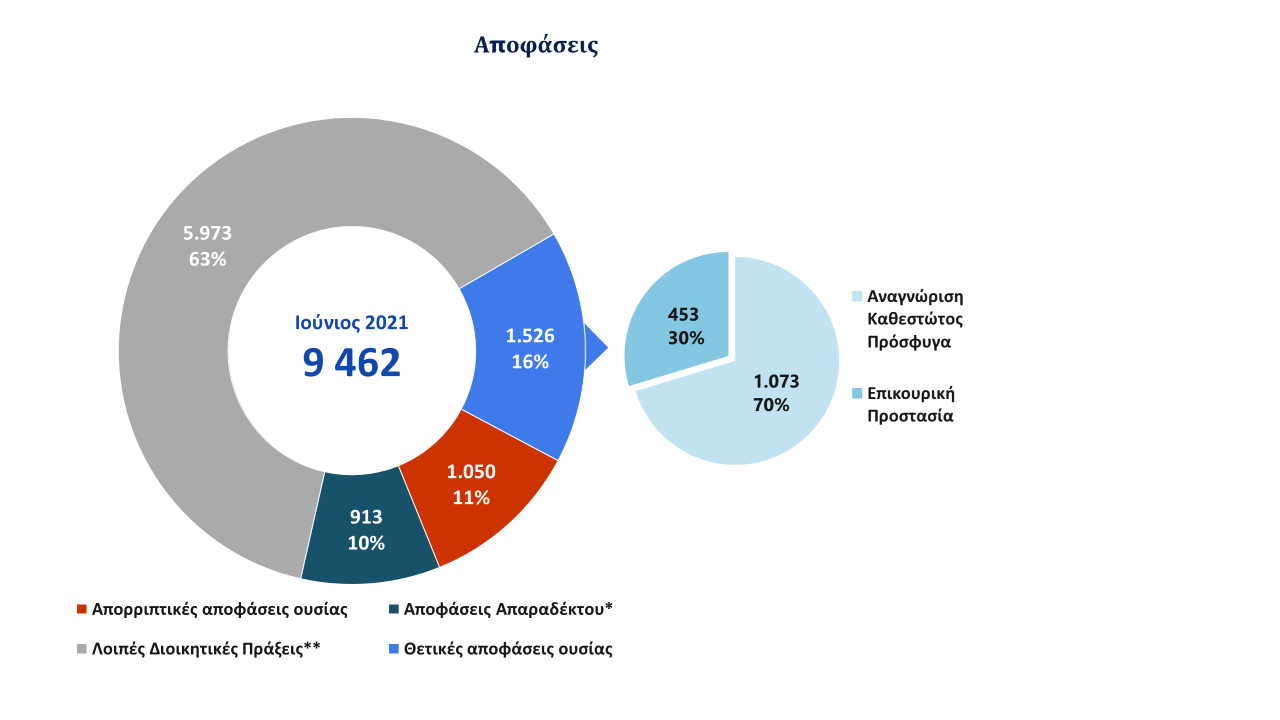 Αποφάσεις
5.973
63%
Ιούνιος 2021
9 462
1.526
16%
1.050
11%
913
10%
453
30%
1.073
70%
Αναγνώριση
Καθεστώτος
Πρόσφυγα
Επικουρική
Προστασία
Απορριπτικές αποφάσεις ουσίας
Αποφάσεις Απαραδέκτου*
Λοιπές Διοικητικές Πράξεις**
Θετικές αποφάσεις ουσίας